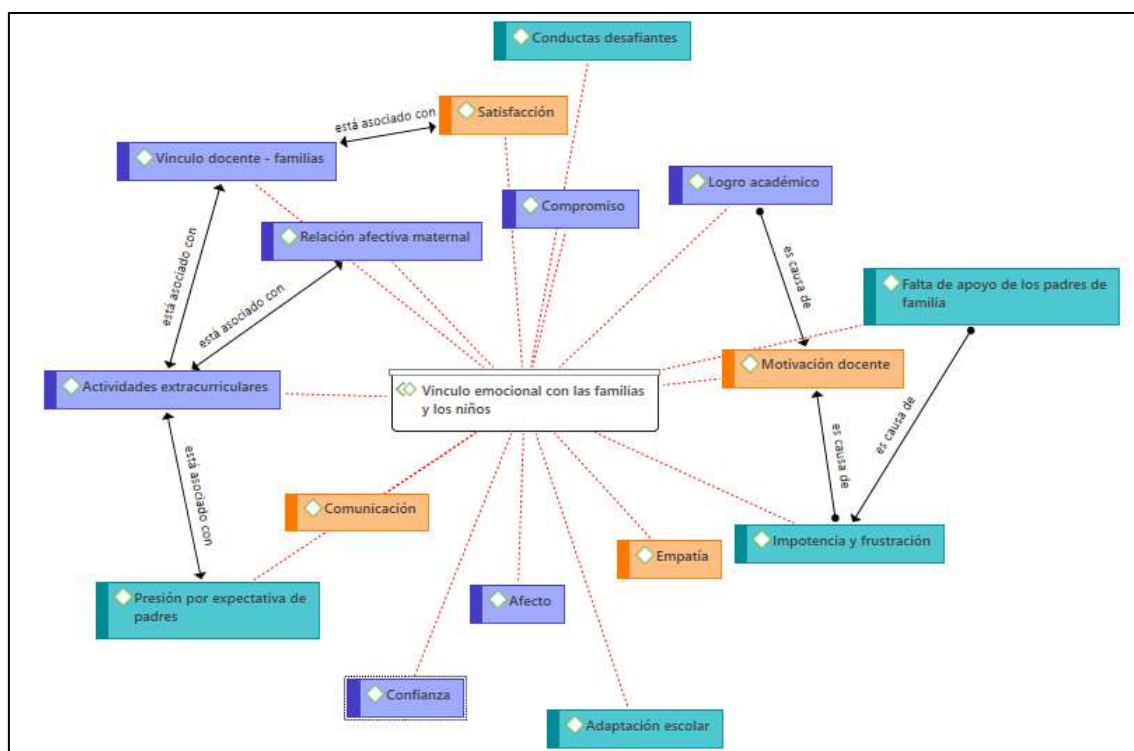 Conductas desafiantes
está asociado con
Satisfacción
Vinculo docente - familias
Logro académico
Compromiso
Relación afectiva maternal
está asociado con
es causa de
está asociado con
Falta de apoyo de los padres de
familia
Motivación docente
Actividades extracurriculares
Vinculo emocional con las familias
y los niños
es causa de
es causa de
está asociado con
Comunicación
Impotencia y frustración
Empatía
Presión por expectativa de
padres
Afecto
Confianza
Adaptación escolar